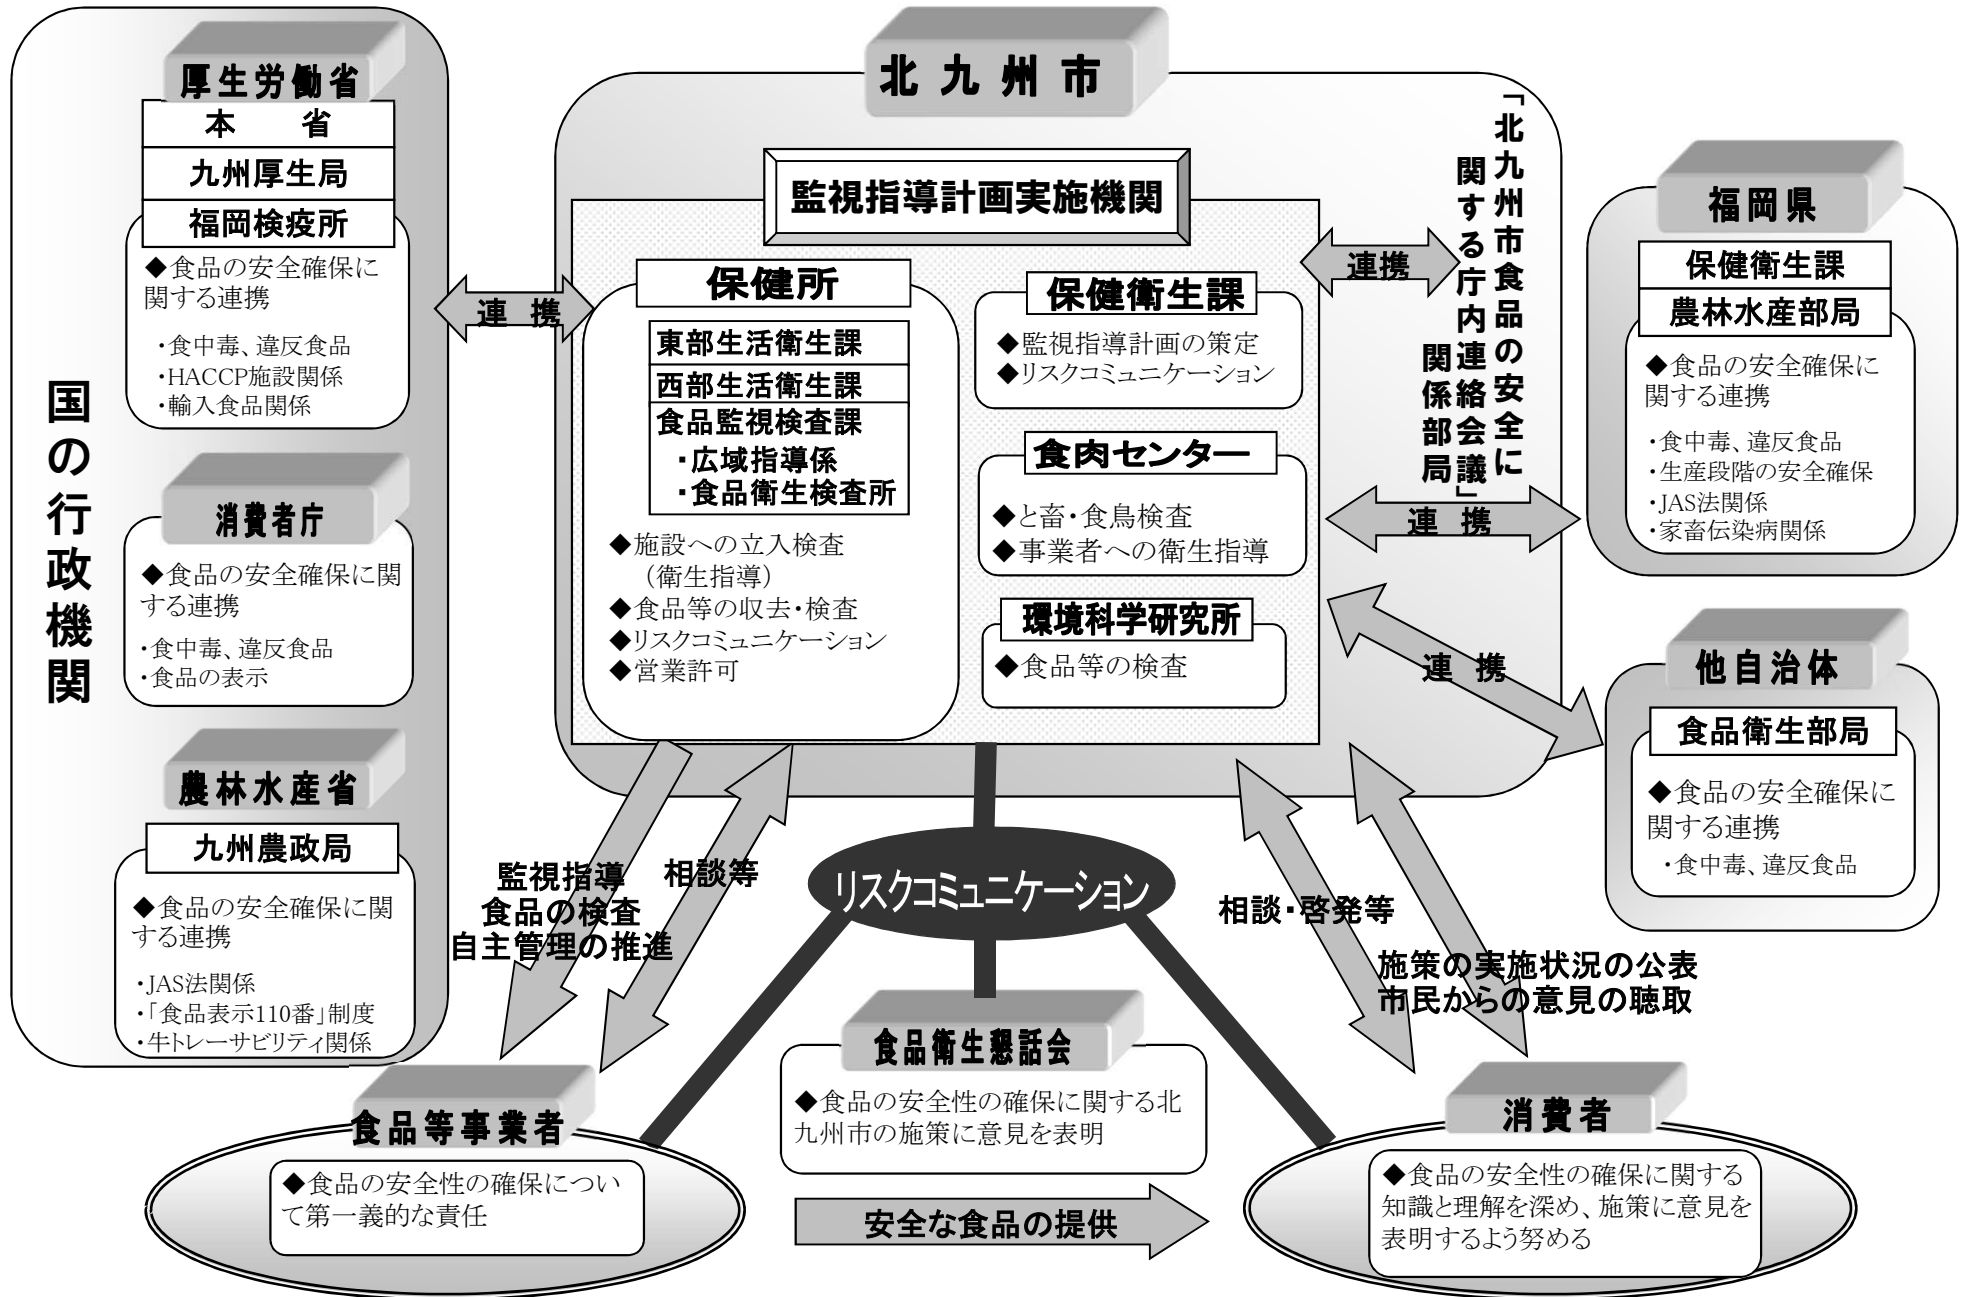 国の行政機関
厚生労働省
本　　省
九州厚生局
福岡検疫所
◆食品の安全確保に
関する連携
・食中毒、違反食品
・HACCP施設関係
・輸入食品関係
消費者庁
◆食品の安全確保に関
する連携
・食中毒、違反食品
・食品の表示
農林水産省
九州農政局
◆食品の安全確保に関
する連携
・JAS法関係
・「食品表示110番」制度
・牛トレーサビリティ関係
連　携
北九州市
監視指導計画実施機関
保健所
東部生活衛生課
西部生活衛生課
食品監視検査課
・広域指導係
・食品衛生検査所
◆施設への立入検査
（衛生指導）
◆食品等の収去・検査
◆リスクコミュニケーション
◆営業許可
保健衛生課
◆監視指導計画の策定
◆リスクコミュニケーション
食肉センター
◆と畜・食鳥検査
◆事業者への衛生指導
環境科学研究所
◆食品等の検査
連携
「北九州市食品の安全に
関する庁内連絡会議」
関係部局
連　携
連　携
福岡県
保健衛生課
農林水産部局
◆食品の安全確保に
関する連携
・食中毒、違反食品
・生産段階の安全確保
・JAS法関係
・家畜伝染病関係
他自治体
食品衛生部局
◆食品の安全確保に
関する連携
・食中毒、違反食品
監視指導
食品の検査
自主管理の推進
相談等
リスクコミュニケーション
相談・啓発等
施策の実施状況の公表
市民からの意見の聴取
食品衛生懇話会
◆食品の安全性の確保に関する北
九州市の施策に意見を表明
食品等事業者
◆食品の安全性の確保につい
て第一義的な責任
安全な食品の提供
消費者
◆食品の安全性の確保に関する
知識と理解を深め、施策に意見を
表明するよう努める